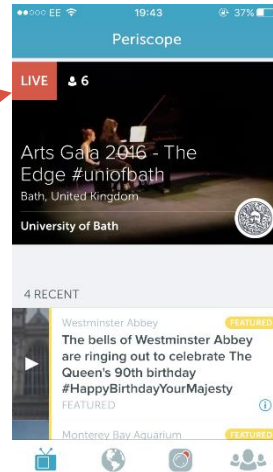 EE 19:43 37%
Periscope
LIVE 6
Arts Gala 2016 - The
Edge #uniofbath
Bath, United Kingdom
University of Bath
4 RECENT
Westminster Abbey FEATURED
The bells of Westminster Abbey
are ringing out to celebrate The
Queen's 90th birthday
#HappyBirthdayYourMajesty
FEATURED
Monterey Bay Aquarium FEATURED